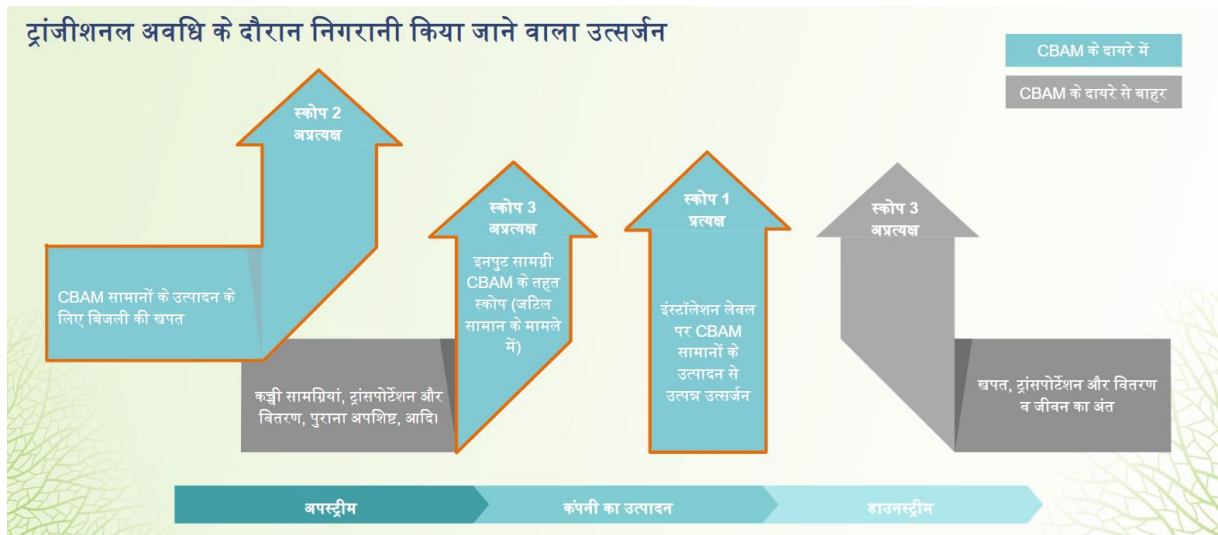 ट्रांजीशनल अवधि के दौरान निगरानी किया जाने वाला उत्सर्जन
CBAM के दायरे में
CBAM के दायरे से बाहर
स्कोप 2
अप्रत्यक्ष
CBAM सामानों के उत्पादन के
लिए बिजली की खपत
स्कोप 3
अप्रत्यक्ष
इनपुट सामग्री
CBAM के तहत
स्कोप (जटिल
सामान के मामले
में)
कच्ची सामग्रियां, ट्रांसपोर्टेशन और
वितरण, पुराना अपशिष्ट, आदि।
स्कोप 1
प्रत्यक्ष
इंस्टॉलेशन लेवल
पर CBAM
सामानों के
उत्पादन से
उत्पन्न उत्सर्जन
स्कोप 3
अप्रत्यक्ष
खपत, ट्रांसपोर्टेशन और वितरण
व जीवन का अंत
अपस्ट्रीम
कंपनी का उत्पादन
डाउनस्ट्रीम